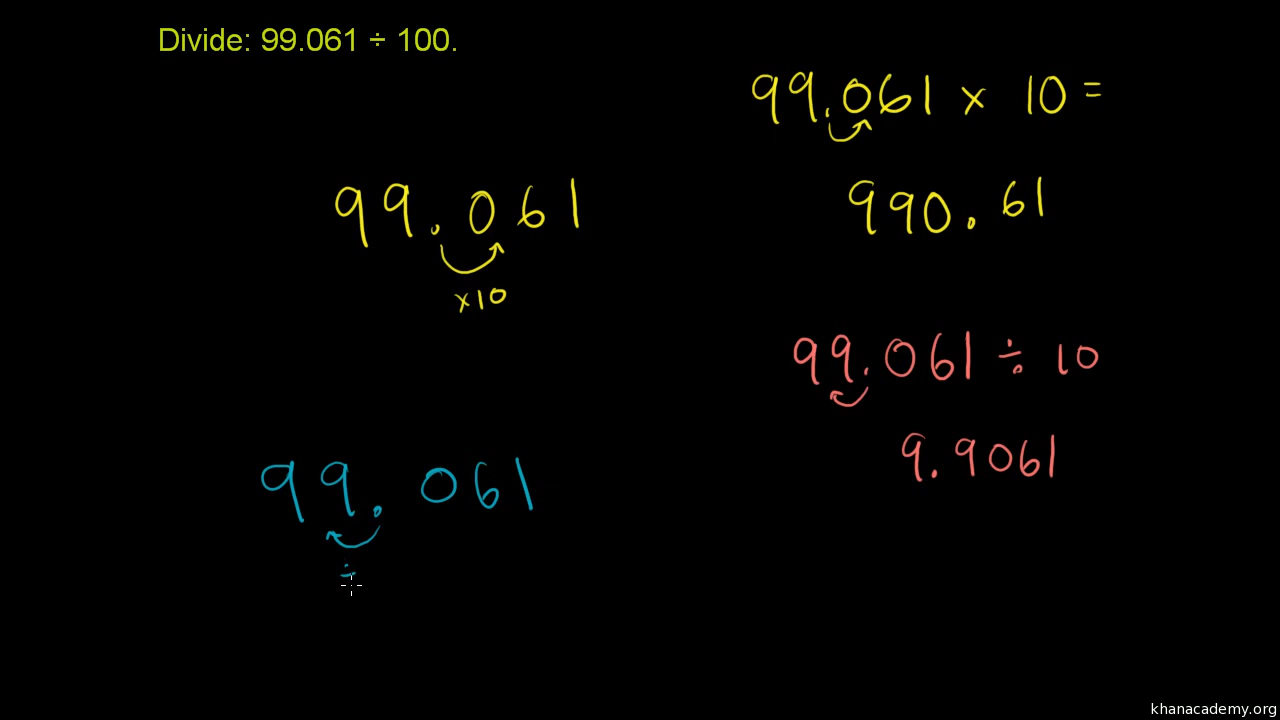 Divide: 99.061 ÷ 100.
99.061 x 10 =
990.61
99.061
x10
99.061 ÷ 10
9.9061
99.061
÷
khanacademy.org